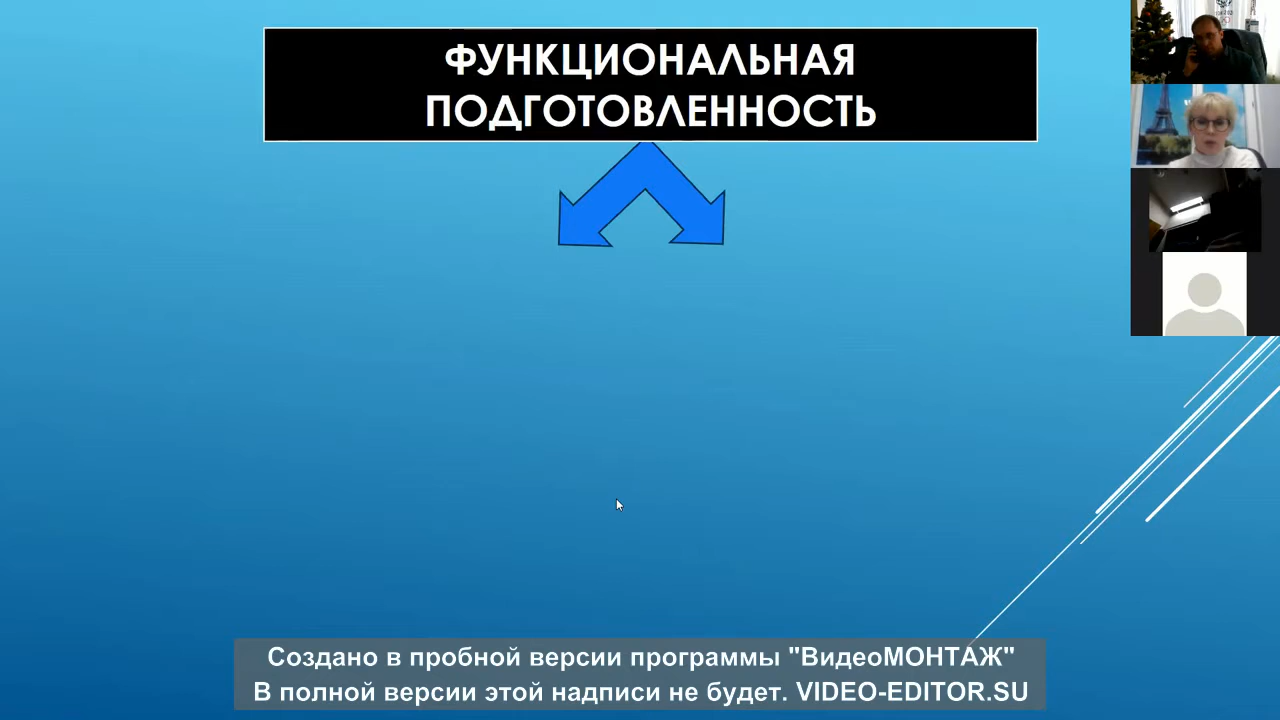 ФУНКЦИОНАЛЬНАЯ
ПОДГОТОВЛЕННОСТЬ
Создано в пробной версии программы "ВидеоМОНТАЖ"
В полной версии этой надписи не будет. VIDEO-EDITOR.SU